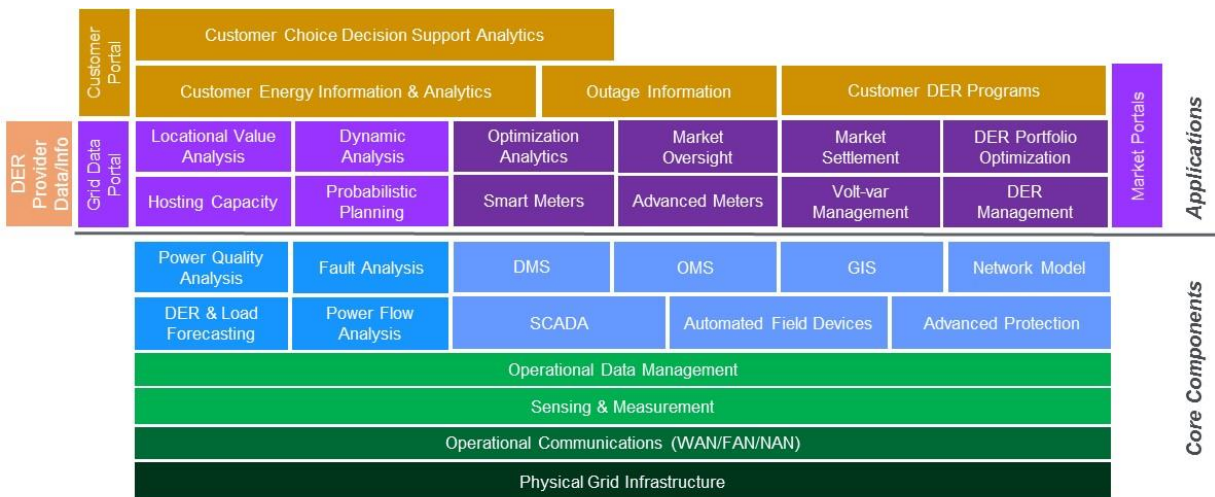 Customer Choice Decision Support Analytics
Customer
Portal
Customer Energy Information & Analytics
Outage Information
Customer DER Programs
DER
Provider
Data/Info
Grid Data
Portal
Locational Value
Analysis
Dynamic
Analysis
Optimization
Analytics
Market
Oversight
Market
Settlement
DER Portfolio
Optimization
Hosting Capacity
Probabilistic
Planning
Smart Meters
Advanced Meters
Volt-var
Management
DER
Management
Market Portals
Applications
Power Quality
Analysis
Fault Analysis
DMS
OMS
GIS
Network Model
DER & Load
Forecasting
Power Flow
Analysis
SCADA
Automated Field Devices
Advanced Protection
Operational Data Management
Sensing & Measurement
Operational Communications (WAN/FAN/NAN)
Physical Grid Infrastructure
Core Components